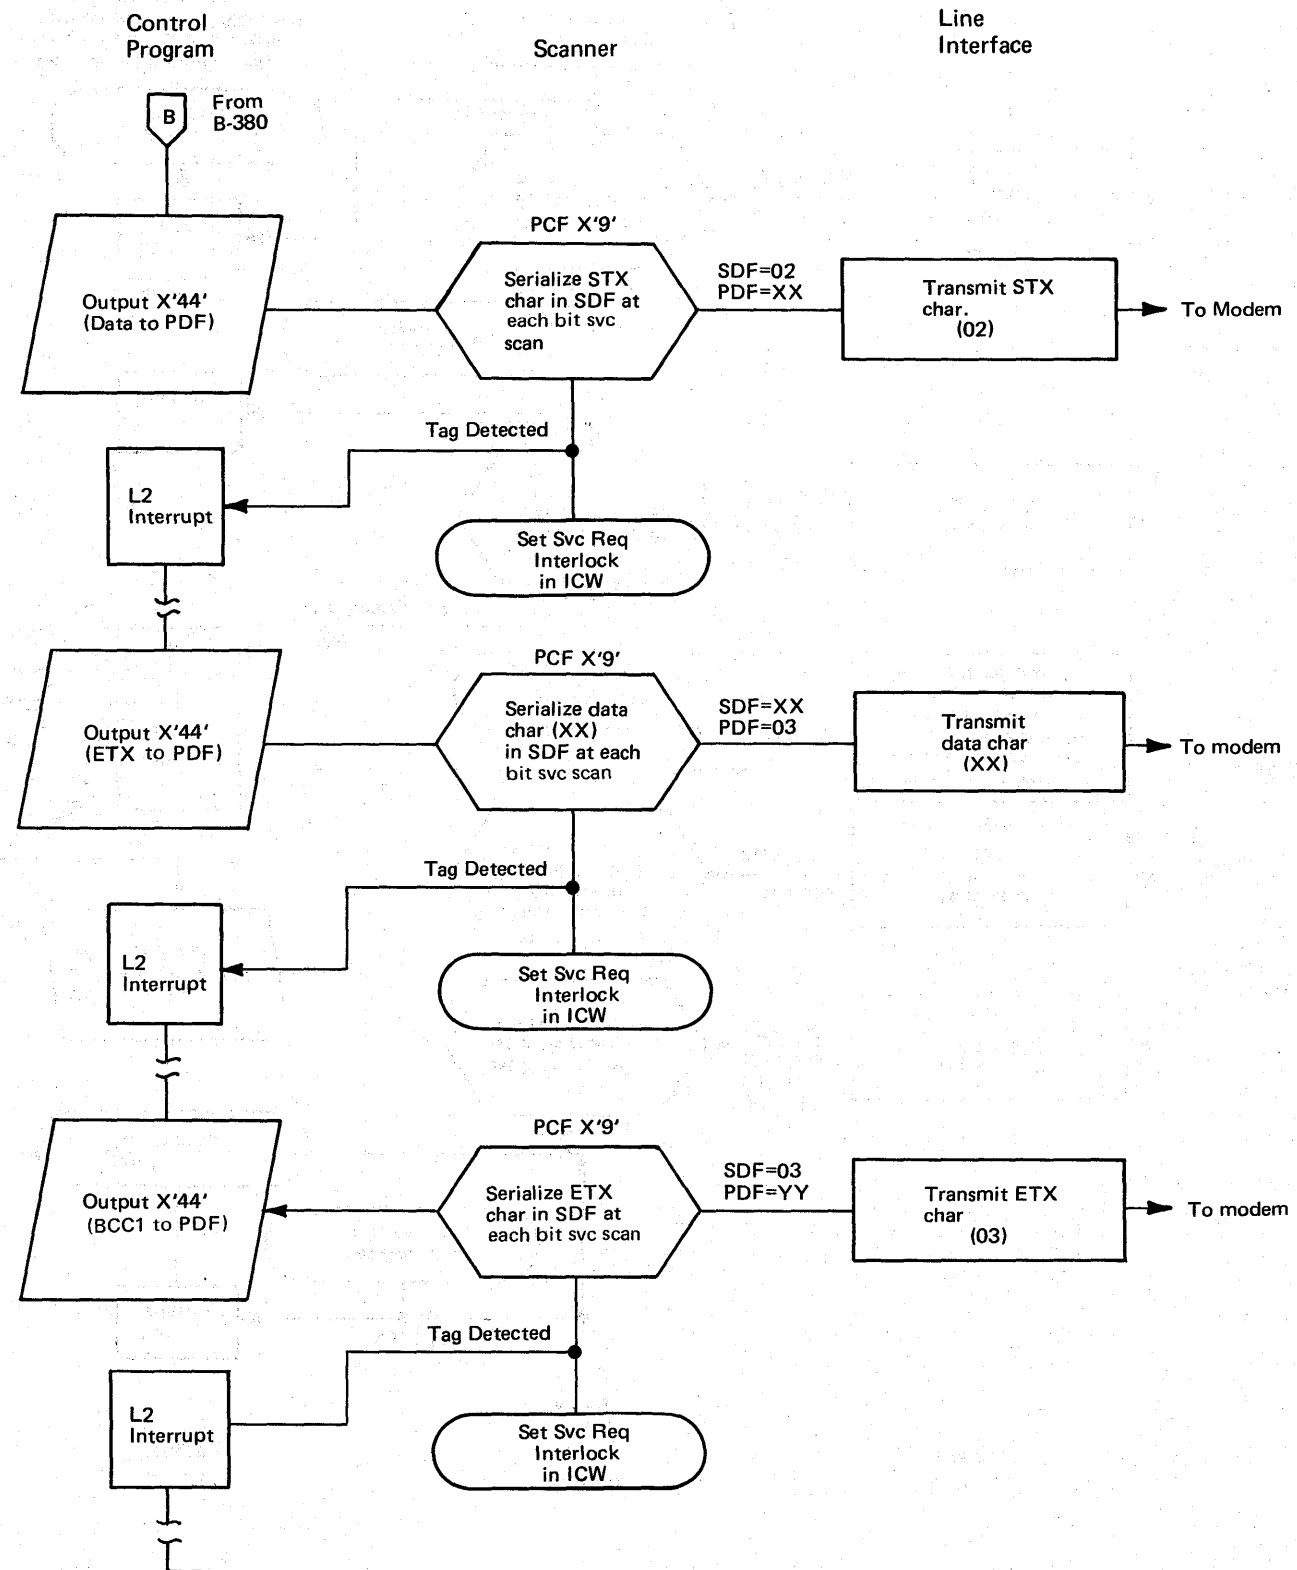 Control
Program
Scanner
Line
Interface
B
From
B-380
PCF X'9'
Output X'44'
(Data to PDF)
Serialize STX
char in SDF at
each bit svc
scan
SDF=02
PDF=XX
Transmit STX
char.
(02)
To Modem
Tag Detected
L2
Interrupt
Set Svc Req
Interlock
in ICW
PCF X'9'
Output X'44'
(ETX to PDF)
Serialize data
char (XX)
in SDF at each
bit svc scan
SDF=XX
PDF=03
Transmit
data char
(XX)
To modem
Tag Detected
L2
Interrupt
Set Svc Req
Interlock
in ICW
PCF X'9'
Output X'44'
(BCC1 to PDF)
Serialize ETX
char in SDF at
each bit svc scan
SDF=03
PDF=YY
Transmit ETX
char
(03)
To modem
Tag Detected
L2
Interrupt
Set Svc Req
Interlock
in ICW